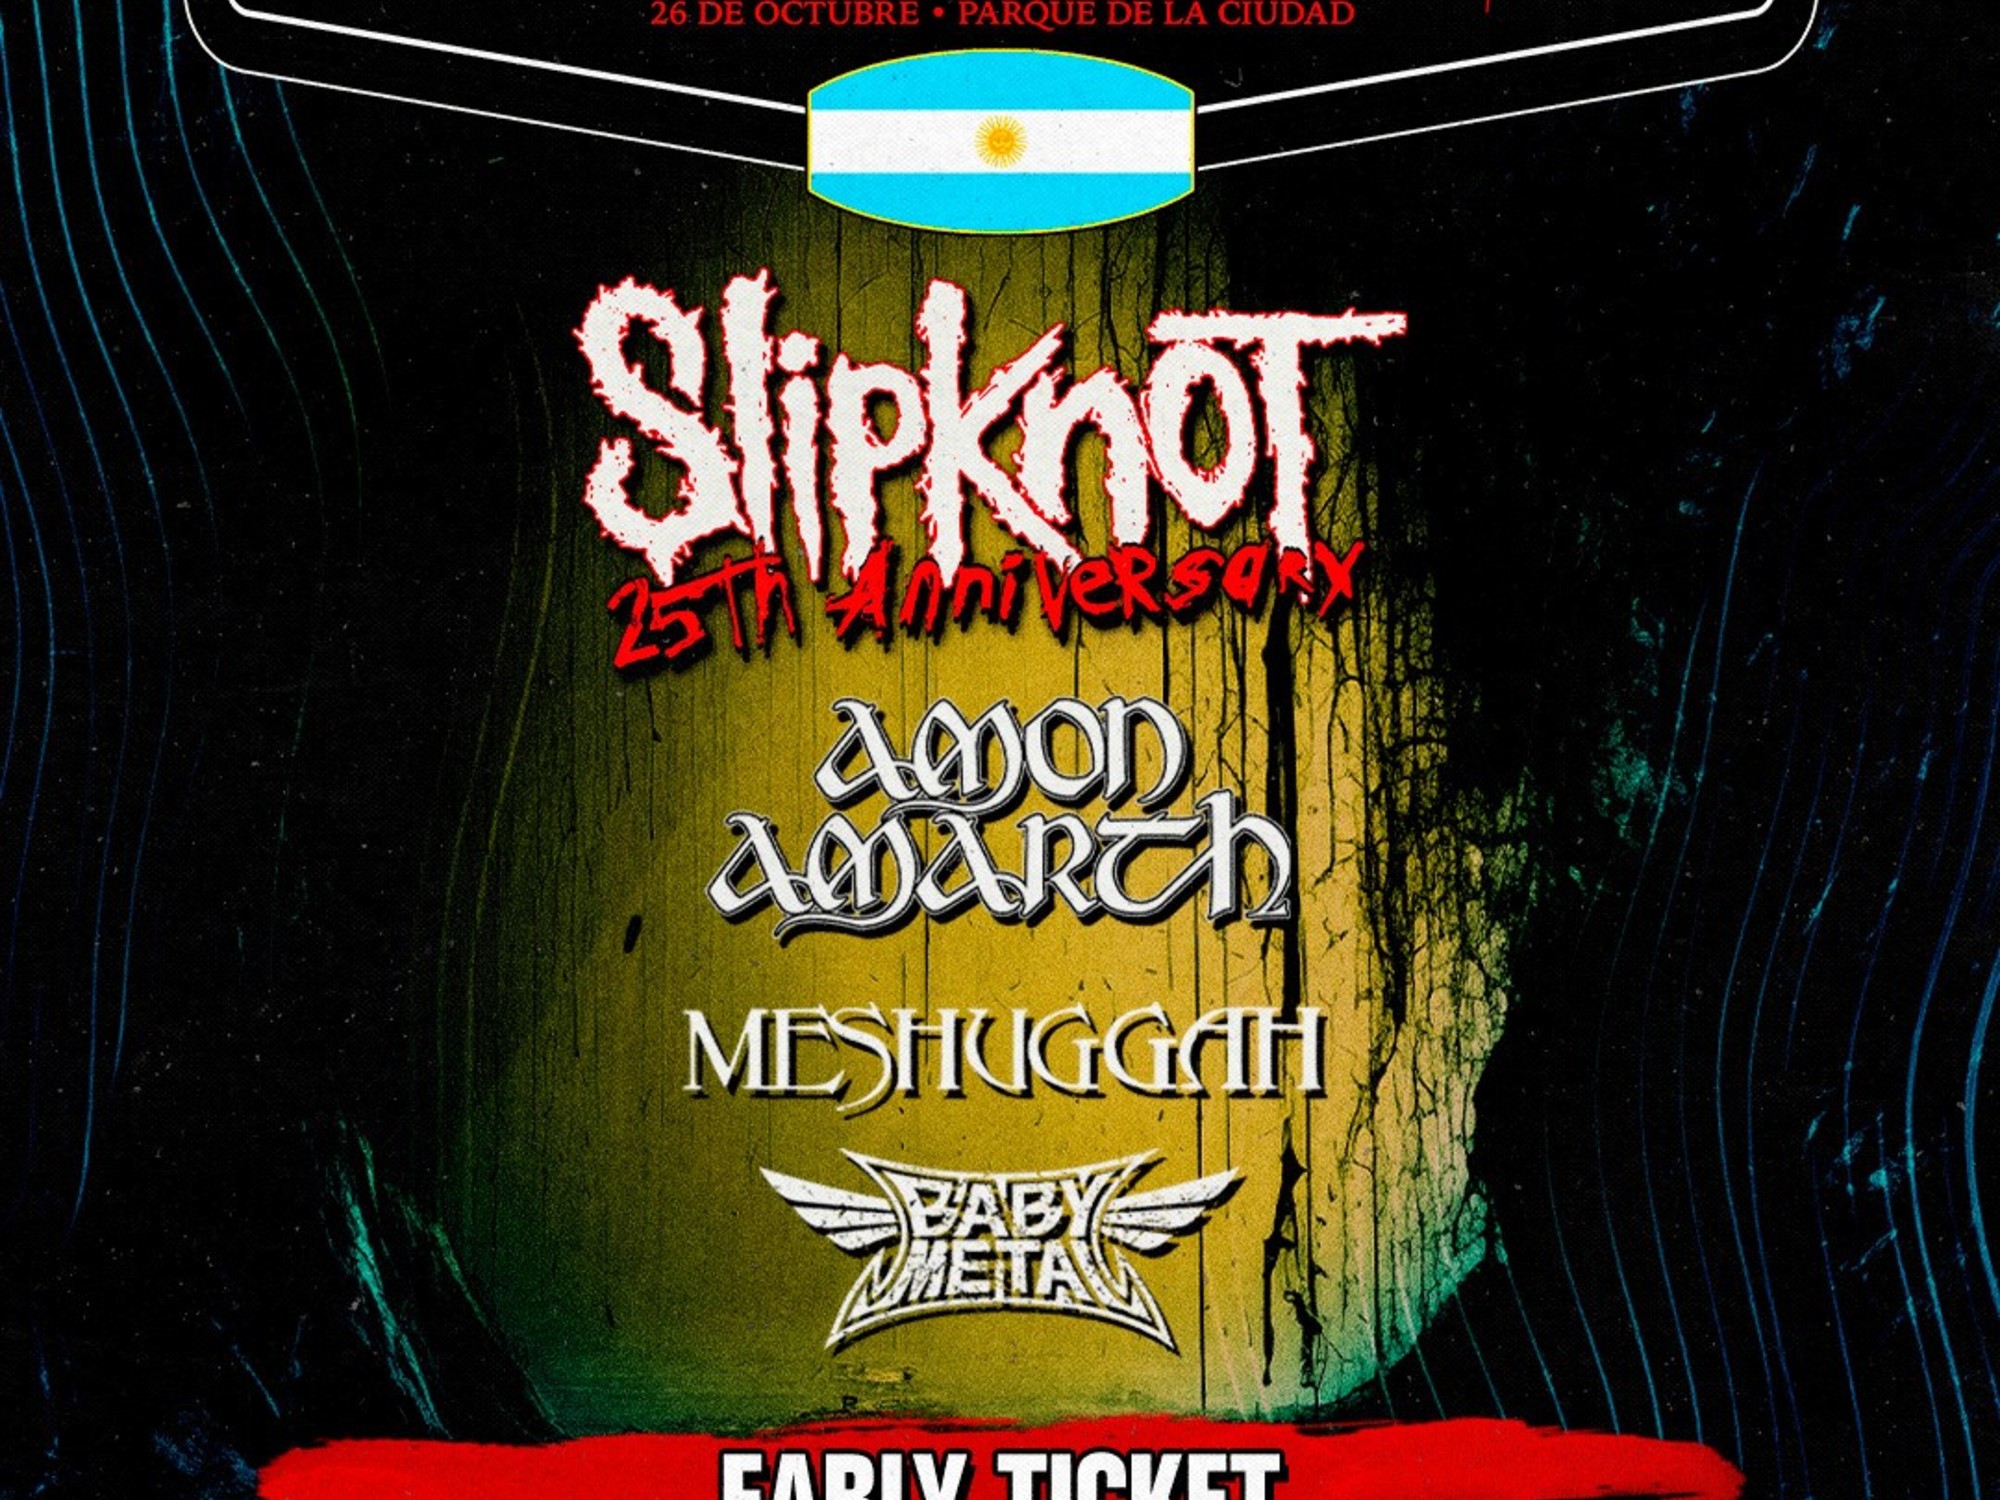 26 DE OCTUBRE • PARQUE DE LA CIUDAD
SlipKnoT
25Th Anniversary
AMON
AMARTH
MESHUGGAH
BABY
METAL
EARLY TICKET